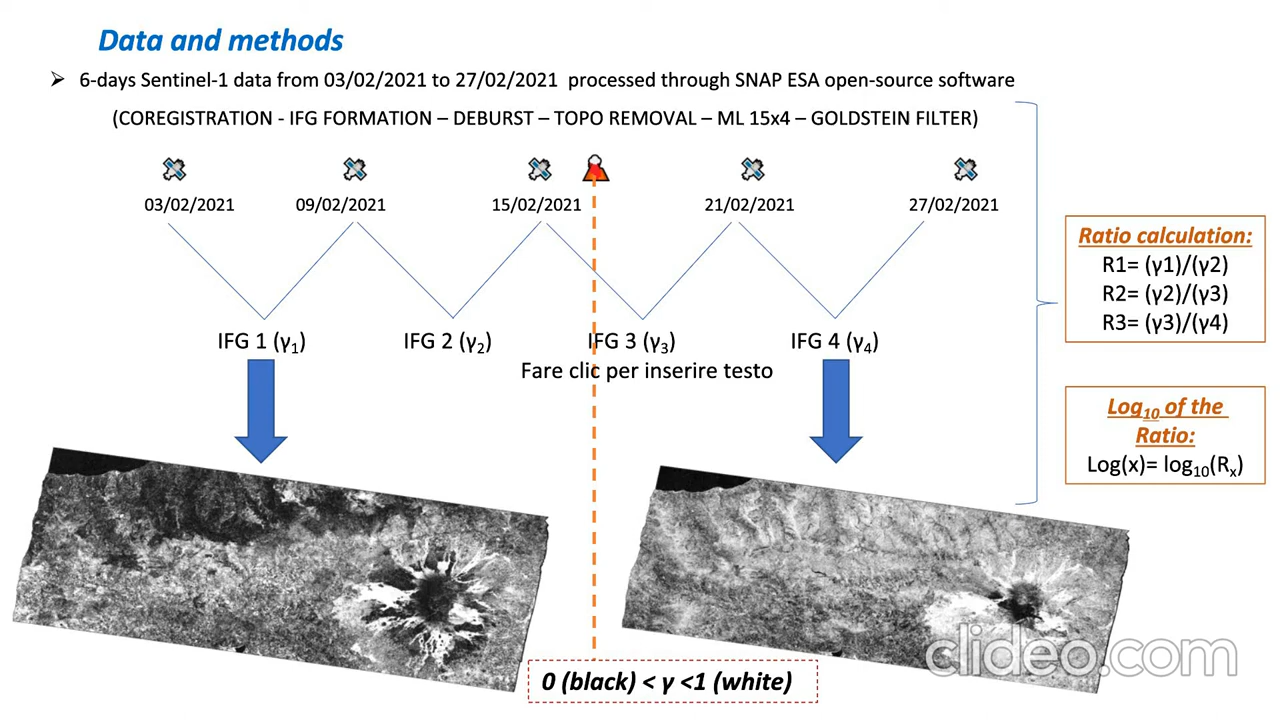 Data and methods
➢ 6-days Sentinel-1 data from 03/02/2021 to 27/02/2021 processed through SNAP ESA open-source software
(COREGISTRATION - IFG FORMATION – DEBURST – TOPO REMOVAL – ML 15x4 – GOLDSTEIN FILTER)
03/02/2021 09/02/2021 15/02/2021 21/02/2021 27/02/2021
IFG 1 (γ₁) IFG 2 (γ₂) IFG 3 (γ₃) IFG 4 (γ₄)
Fare clic per inserire testo
Ratio calculation:
R1= (γ1)/(γ2)
R2= (γ2)/(γ3)
R3= (γ3)/(γ4)
Log₁₀ of the
Ratio:
Log(x)= log₁₀(Rₓ)
0 (black) < γ <1 (white)
clideo.com